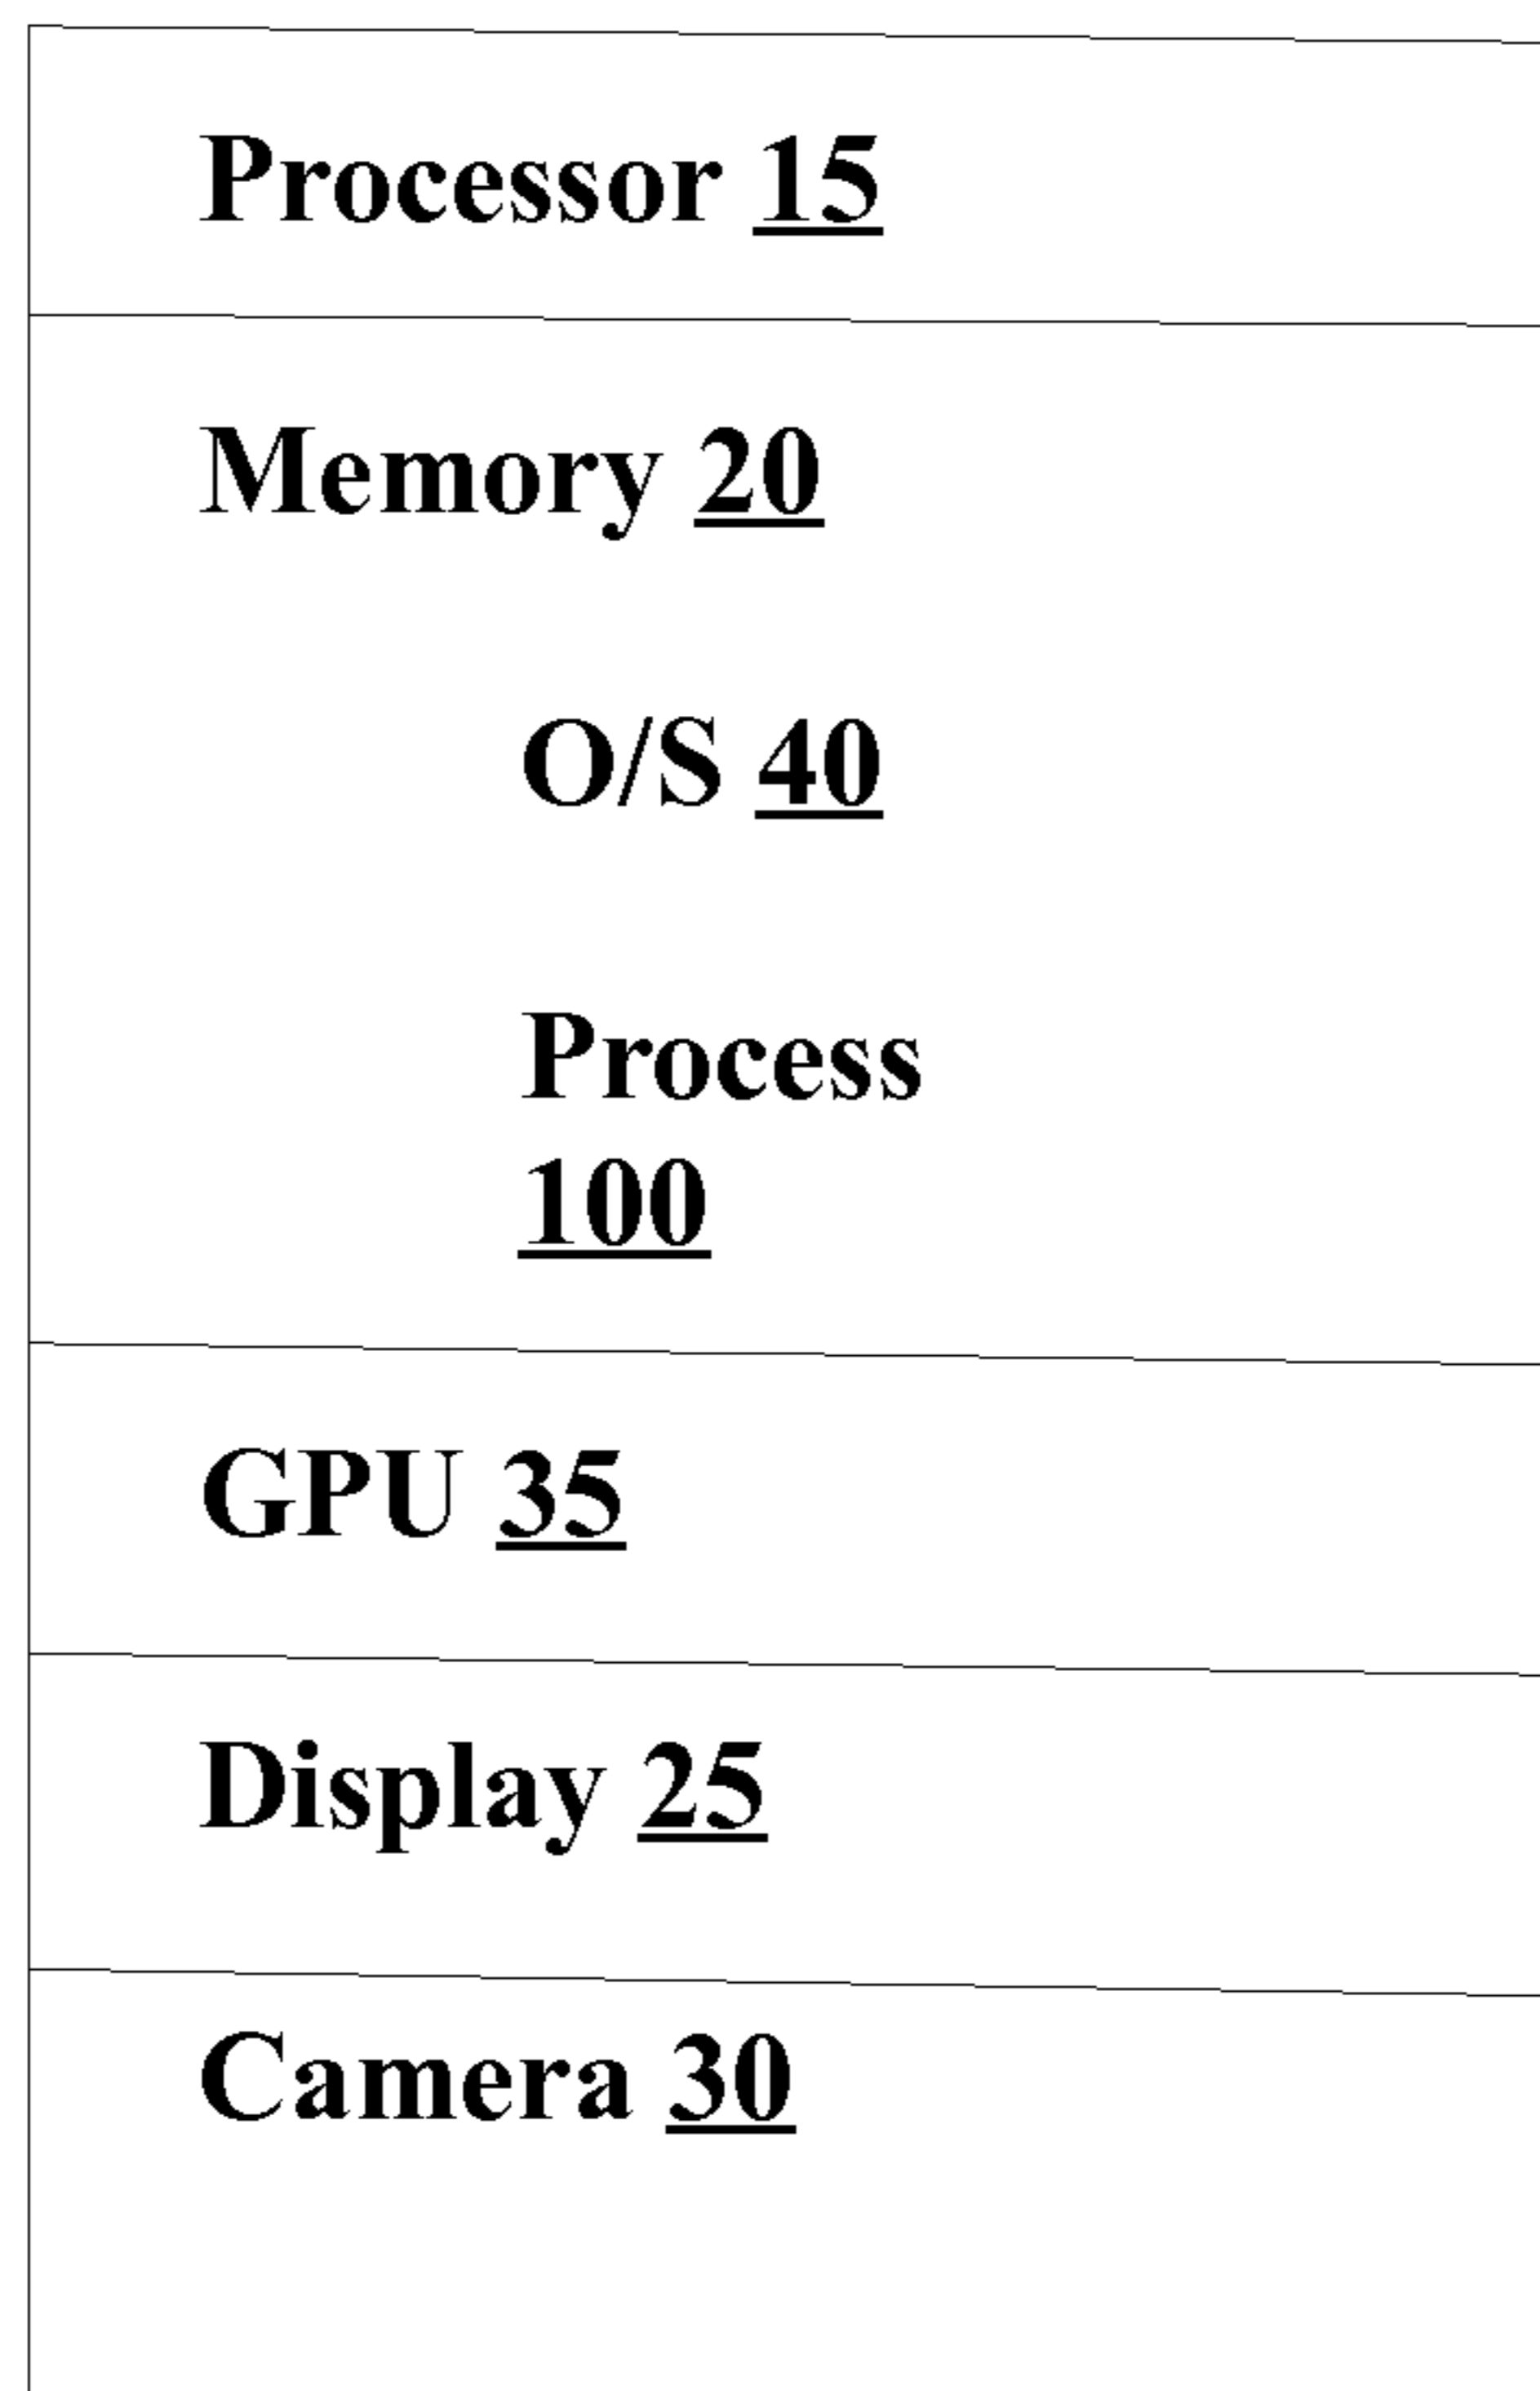 Processor 15
Memory 20
O/S 40
Process
100
GPU 35
Display 25
Camera 30